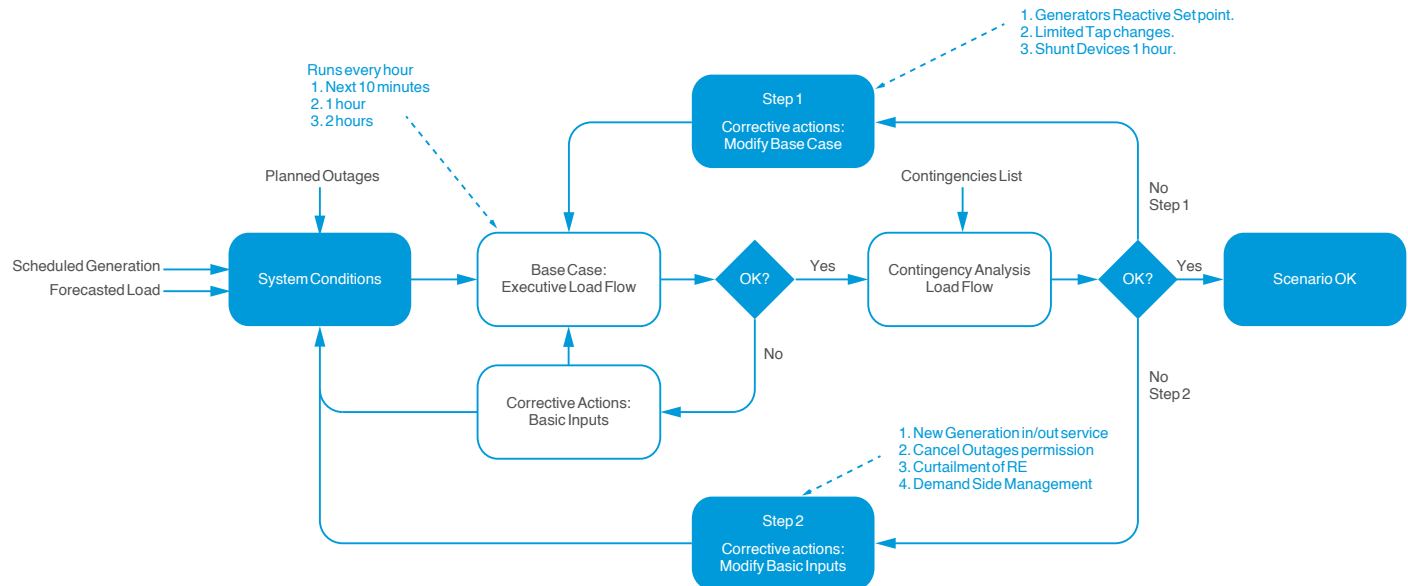 1. Generators Reactive Set point.
2. Limited Tap changes.
3. Shunt Devices 1 hour.
Runs every hour
1. Next 10 minutes
2. 1 hour
3. 2 hours
Step 1
Corrective actions:
Modify Base Case
Planned Outages
Contingencies List
No
Step 1
Scheduled Generation
Forecasted Load
System Conditions
Base Case:
Executive Load Flow
OK?
Yes
Contingency Analysis
Load Flow
OK?
Yes
Scenario OK
No
Corrective Actions:
Basic Inputs
No
Step 2
1. New Generation in/out service
2. Cancel Outages permission
3. Curtailment of RE
4. Demand Side Management
Step 2
Corrective actions:
Modify Basic Inputs